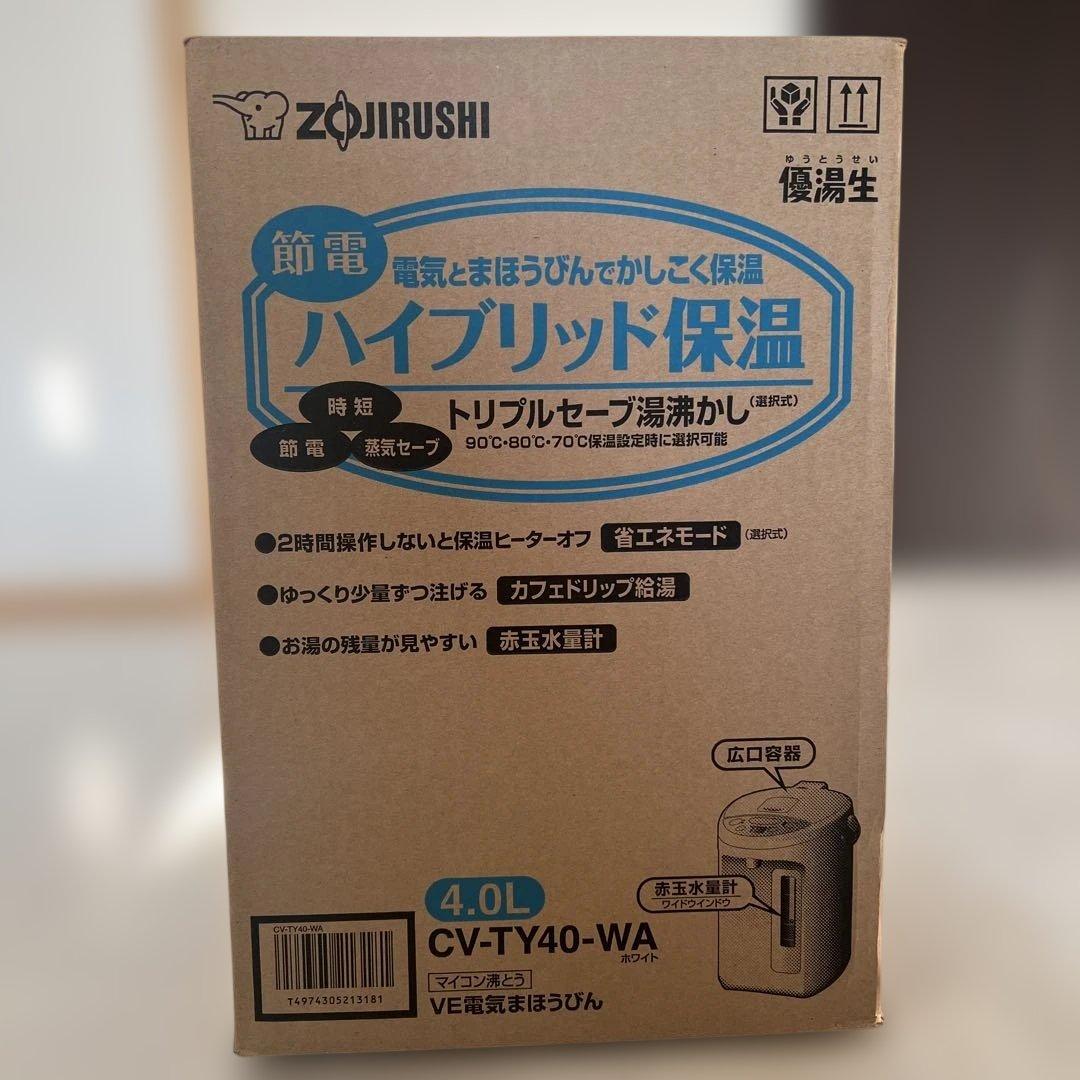 ZOJIRUSHI
ゆうとうせい
優湯生
節電
電気とまほうびんでかしこく保温
ハイブリッド保温
時短
節電
蒸気セーブ
トリプルセーブ湯沸かし(選択式)
90℃・80℃・70℃保温設定時に選択可能
●2時間操作しないと保温ヒーターオフ 省エネモード (選択式)
●ゆっくり少量ずつ注げる カフェドリップ給湯
●お湯の残量が見やすい 赤玉水量計
広口容器
赤玉水量計
ワイドウインドウ
4.0L
CV-TY40-WA
ホワイト
マイコン沸とう
VE電気まほうびん
CV-TY40-WA
T4974305213181